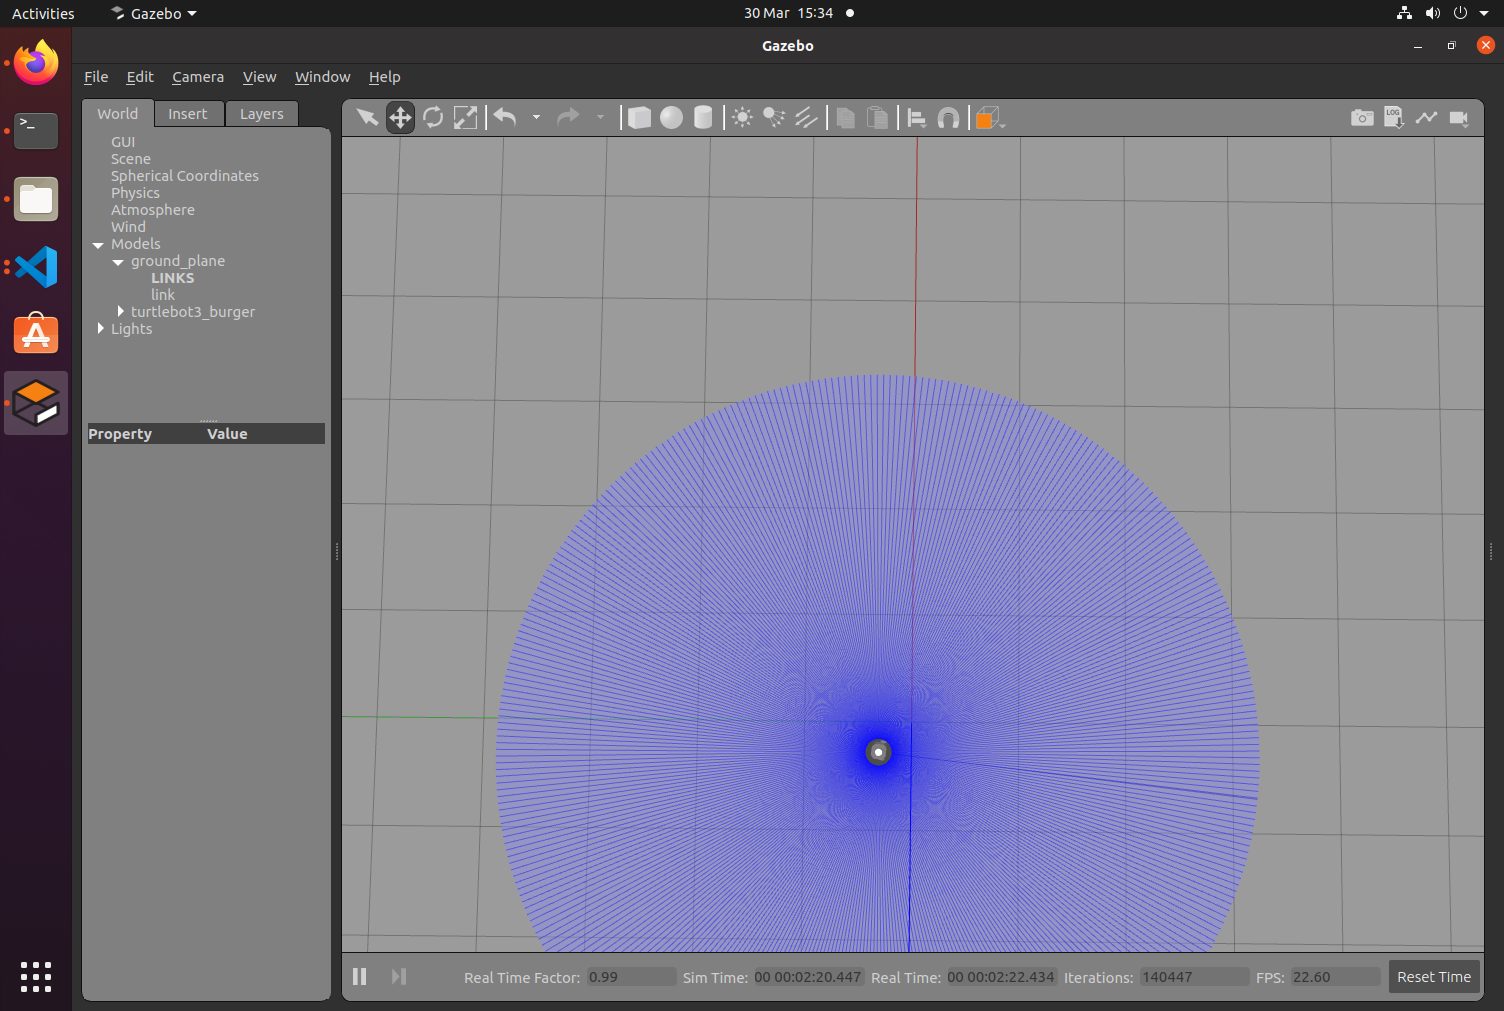 Activities Gazebo 30 Mar 15:34
Gazebo
File Edit Camera View Window Help
World Insert Layers
GUI
Scene
Spherical Coordinates
Physics
Atmosphere
Wind
Models
ground_plane
LINKS
link
turtlebot3_burger
Lights
Property Value
>_
LOG
Real Time Factor: 0.99 Sim Time: 00 00:02:20.447 Real Time: 00 00:02:22.434 Iterations: 140447 FPS: 22.60 Reset Time